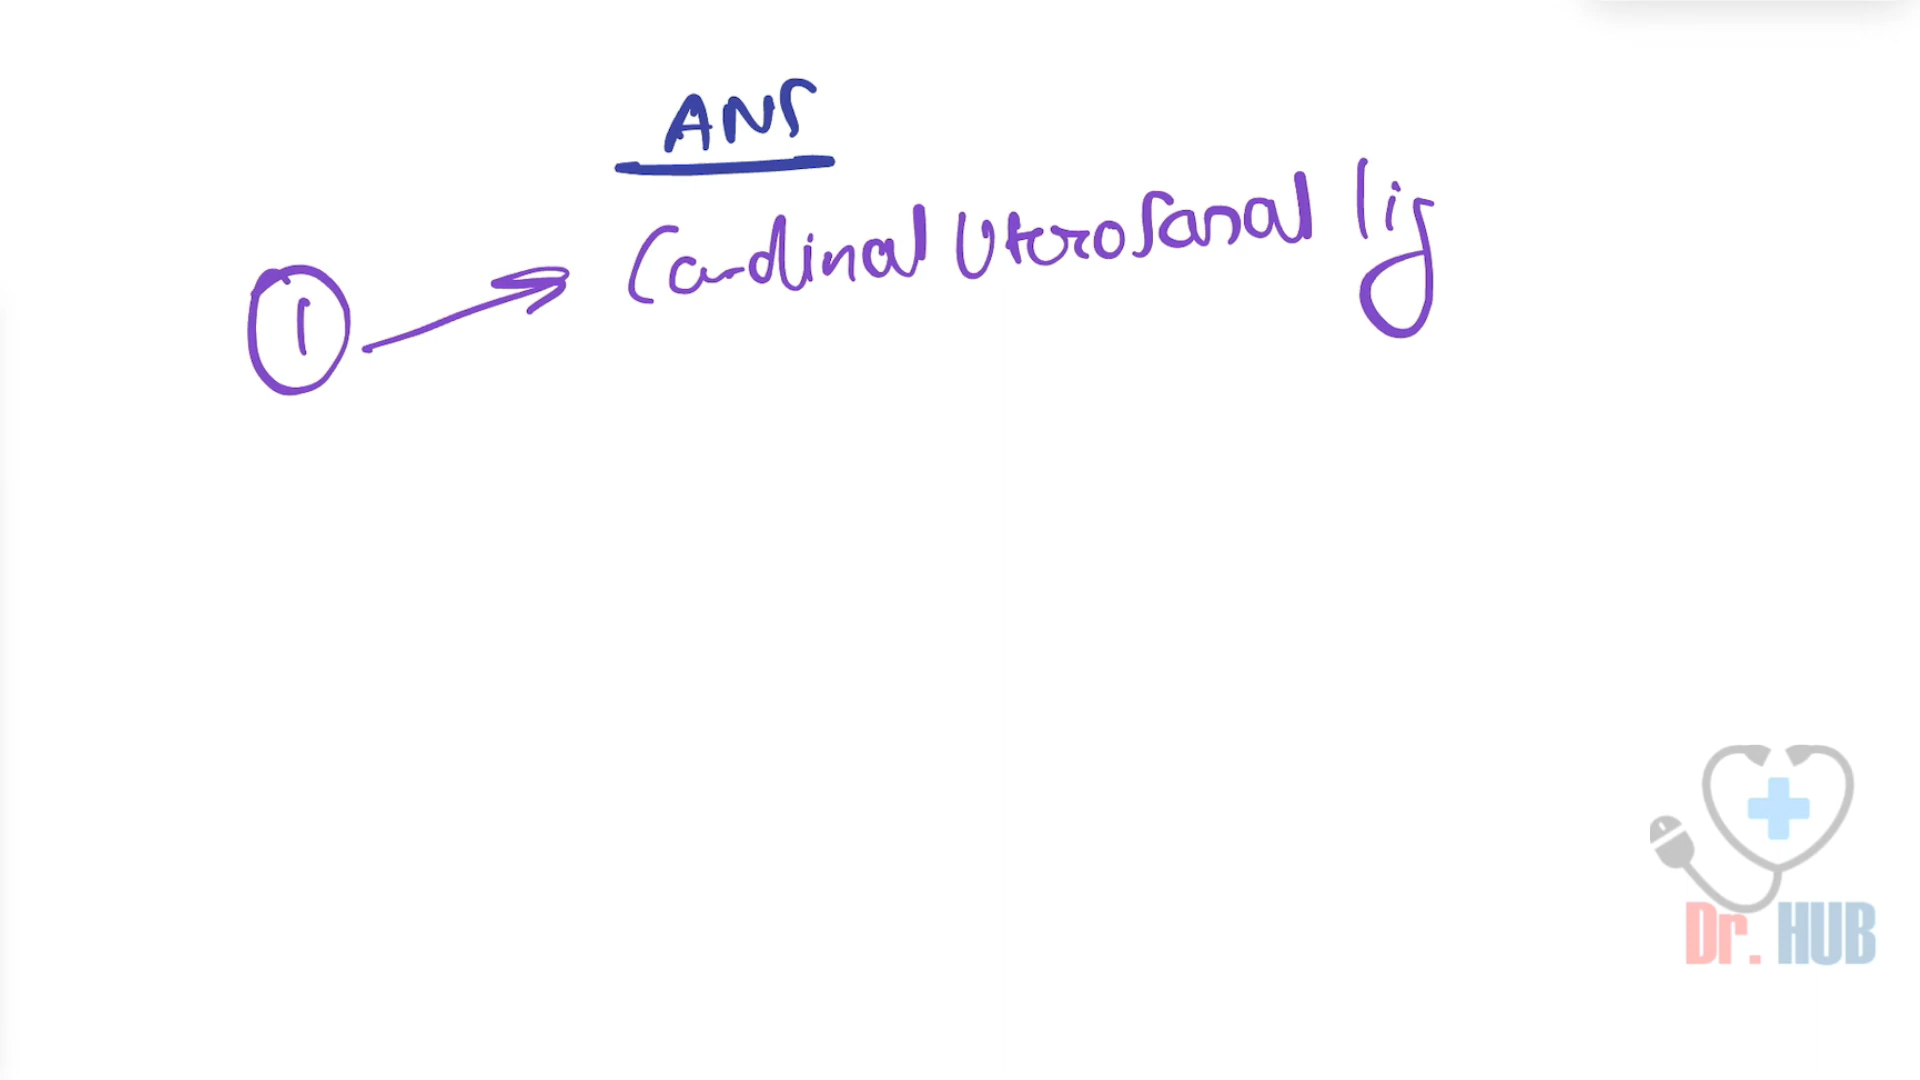 ANS
① → Cardinal Uterosacral lig
Dr. HUB